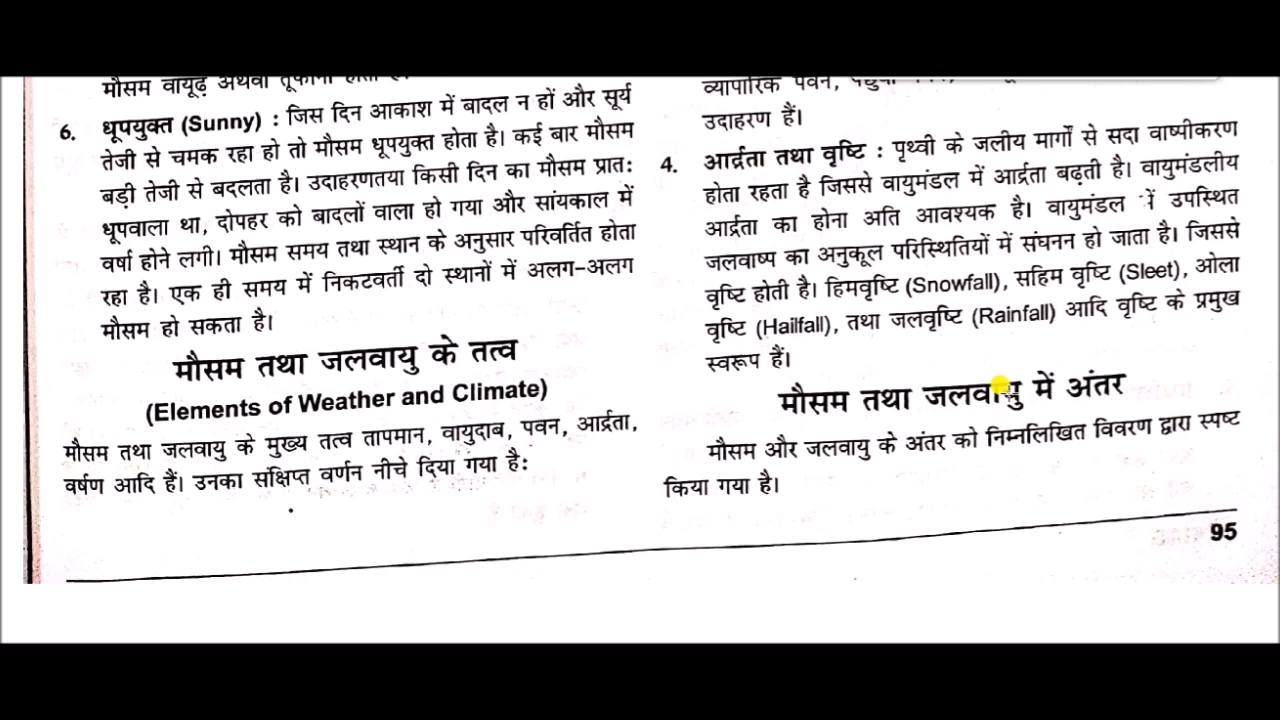 मौसम वायूढ़ अथवा तूफानी होता है।
6. धूपयुक्त (Sunny) : जिस दिन आकाश में बादल न हों और सूर्य
तेजी से चमक रहा हो तो मौसम धूपयुक्त होता है। कई बार मौसम
बड़ी तेजी से बदलता है। उदाहरणतया किसी दिन का मौसम प्रातः
धूपवाला था, दोपहर को बादलों वाला हो गया और सांयकाल में
वर्षा होने लगी। मौसम समय तथा स्थान के अनुसार परिवर्तित होता
रहा है। एक ही समय में निकटवर्ती दो स्थानों में अलग-अलग
मौसम हो सकता है।
मौसम तथा जलवायु के तत्व
(Elements of Weather and Climate)
मौसम तथा जलवायु के मुख्य तत्व तापमान, वायुदाब, पवन, आर्द्रता,
वर्षण आदि हैं। उनका संक्षिप्त वर्णन नीचे दिया गया है:
व्यापारिक पवन,
उदाहरण हैं।
4. आर्द्रता तथा वृष्टि : पृथ्वी के जलीय मार्गों से सदा वाष्पीकरण
होता रहता है जिससे वायुमंडल में आर्द्रता बढ़ती है। वायुमंडलीय
आर्द्रता का होना अति आवश्यक है। वायुमंडल में उपस्थित
जलवाष्प का अनुकूल परिस्थितियों में संघनन हो जाता है। जिससे
वृष्टि होती है। हिमवृष्टि (Snowfall), सहिम वृष्टि (Sleet), ओला
वृष्टि (Hailfall), तथा जलवृष्टि (Rainfall) आदि वृष्टि के प्रमुख
स्वरूप हैं।
मौसम तथा जलवायु में अंतर
मौसम और जलवायु के अंतर को निम्नलिखित विवरण द्वारा स्पष्ट
किया गया है।
95